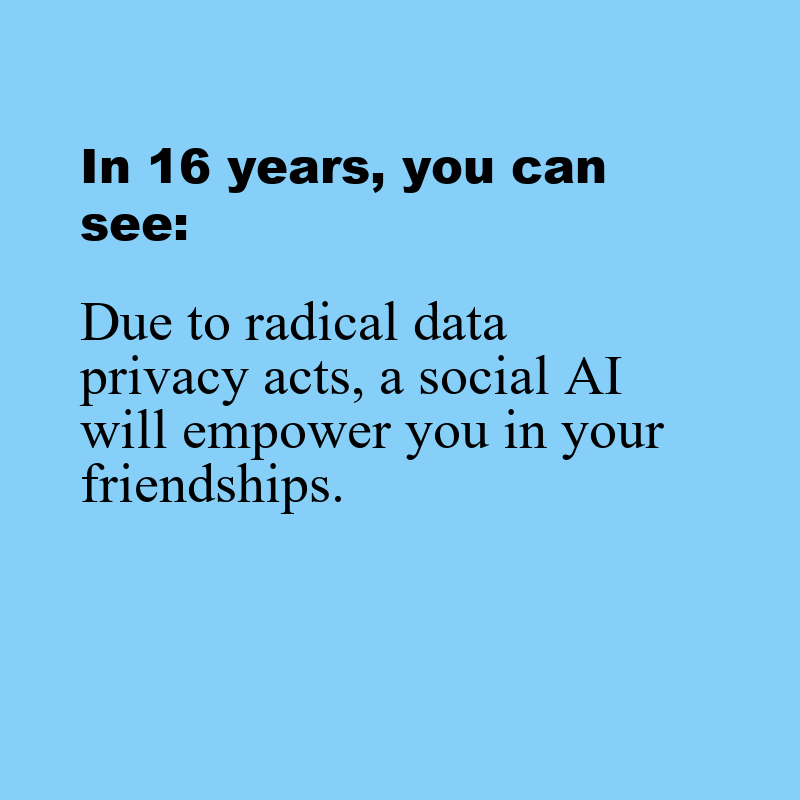 In 16 years, you can
see:
Due to radical data
privacy acts, a social AI
will empower you in your
friendships.